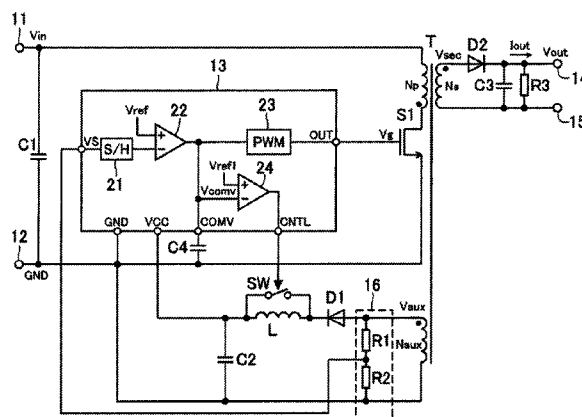 11
Vin
T
D2
Iout
Vout
Vsec
14
13
Np
Ns
C3
R3
22
23
S1
15
Vref
C1
VS
S/H
PWM
OUT
Vg
21
Vref1
24
Vcomv
GND
VCC
COMV
CNTL
12
C4
GND
SW
D1
16
Vaux
L
R1
Naux
C2
R2